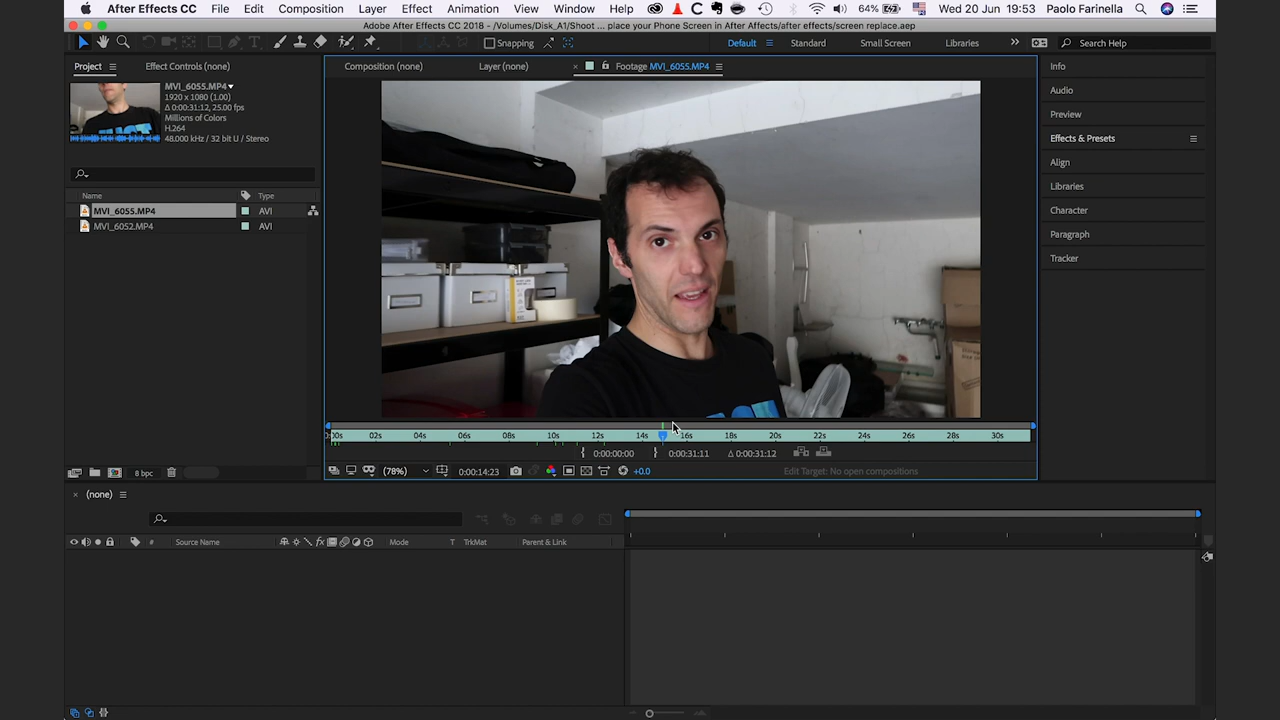 After Effects CC File Edit Composition Layer Effect Animation View Window Help 64% Wed 20 Jun 19:53 Paolo Farinella
Adobe After Effects CC 2018 - /Volumes/Disk_A1/Shoot ... place your Phone Screen in After Affects/after effects/screen replace.aep
Snapping Default Standard Small Screen Libraries Search Help
Project Effect Controls (none) Composition (none) Layer (none) Footage MVI_6055.MP4 Info
MVI_6055.MP4
1920 x 1080 (1.00)
Δ 0:00:31:12, 25.00 fps
Millions of Colors
H.264
48.000 kHz / 32 bit U / Stereo
Audio
Preview
Effects & Presets
Align
Libraries
Character
Paragraph
Tracker
Name Type
MVI_6055.MP4 AVI
MVI_6052.MP4 AVI
:00s 02s 04s 06s 08s 10s 12s 14s 16s 18s 20s 22s 24s 26s 28s 30s
0:00:00:00 0:00:31:11 Δ 0:00:31:12
8 bpc (78%) 0:00:14:23 +0.0 Edit Target: No open compositions
(none)
# Source Name fx Mode T TrkMat Parent & Link